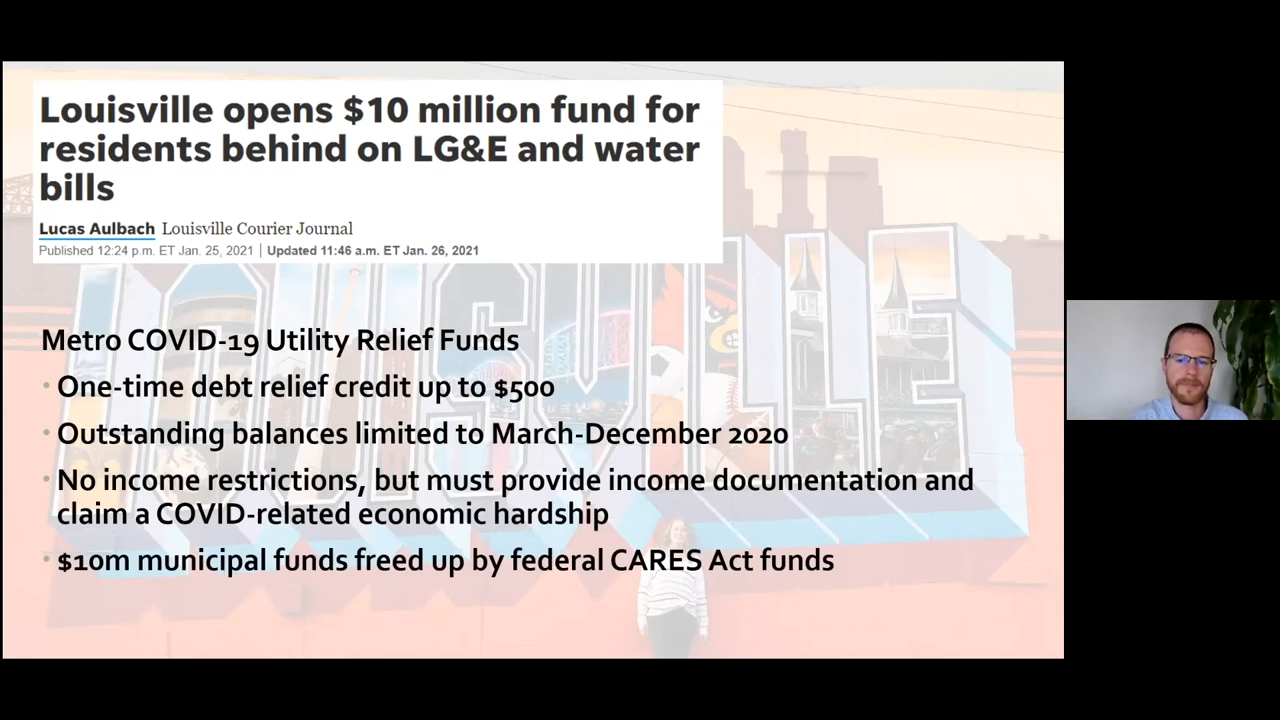 Louisville opens $10 million fund for
residents behind on LG&E and water
bills
Lucas Aulbach Louisville Courier Journal
Published 12:24 p.m. ET Jan. 25, 2021 | Updated 11:46 a.m. ET Jan. 26, 2021
LOUISVILLE
Metro COVID-19 Utility Relief Funds
• One-time debt relief credit up to $500
• Outstanding balances limited to March-December 2020
• No income restrictions, but must provide income documentation and
claim a COVID-related economic hardship
• $10m municipal funds freed up by federal CARES Act funds